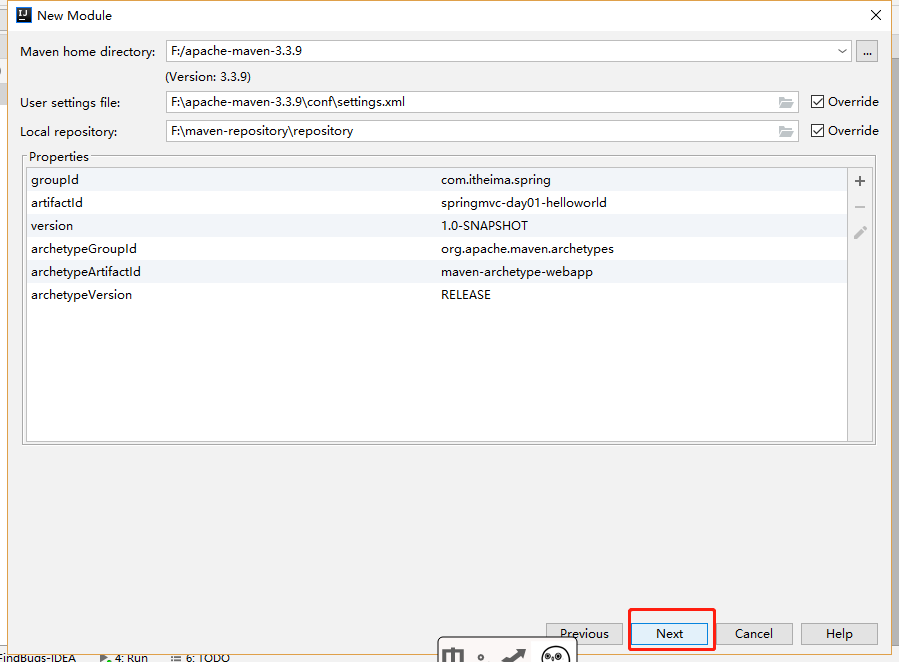 New Module
Maven home directory: F:/apache-maven-3.3.9 ...
(Version: 3.3.9)
User settings file: F:\apache-maven-3.3.9\conf\settings.xml Override
Local repository: F:\maven-repository\repository Override
Properties
groupId com.itheima.spring
artifactId springmvc-day01-helloworld
version 1.0-SNAPSHOT
archetypeGroupId org.apache.maven.archetypes
archetypeArtifactId maven-archetype-webapp
archetypeVersion RELEASE
Previous Next Cancel Help
FindBugs-IDEA 4: Run 6: TODO